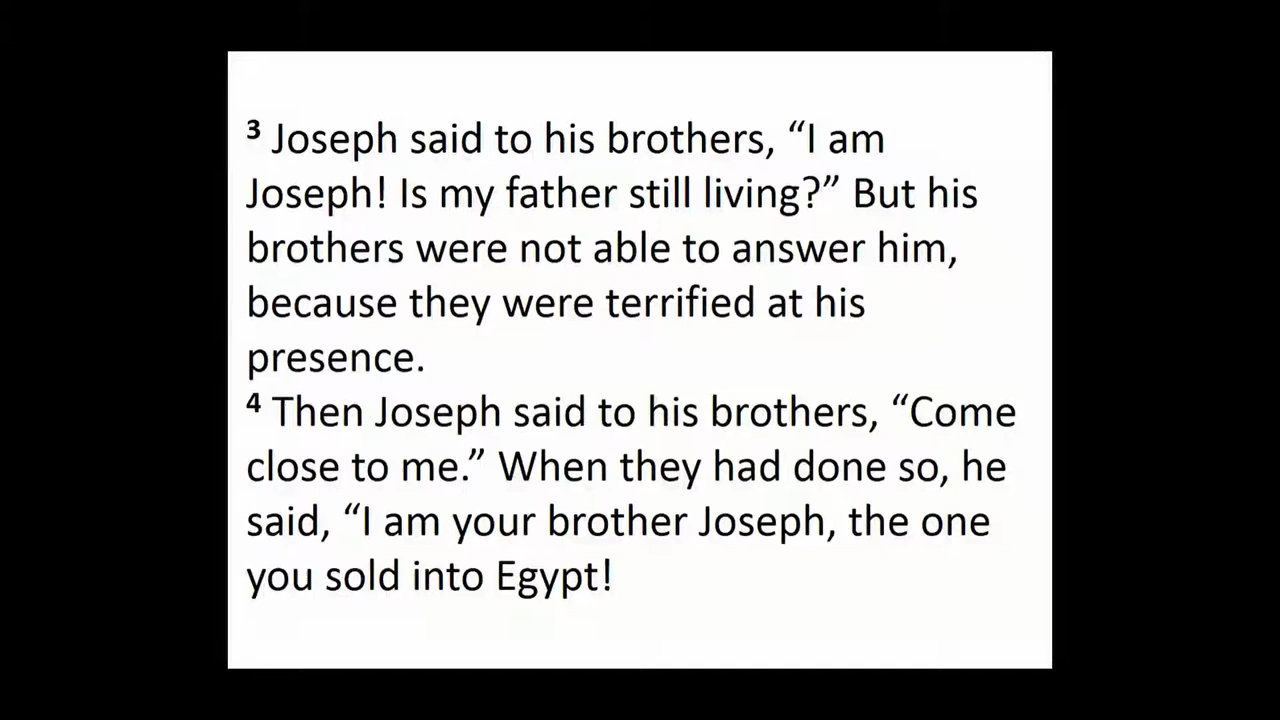 3 Joseph said to his brothers, “I am
Joseph! Is my father still living?” But his
brothers were not able to answer him,
because they were terrified at his
presence.
4 Then Joseph said to his brothers, “Come
close to me.” When they had done so, he
said, “I am your brother Joseph, the one
you sold into Egypt!